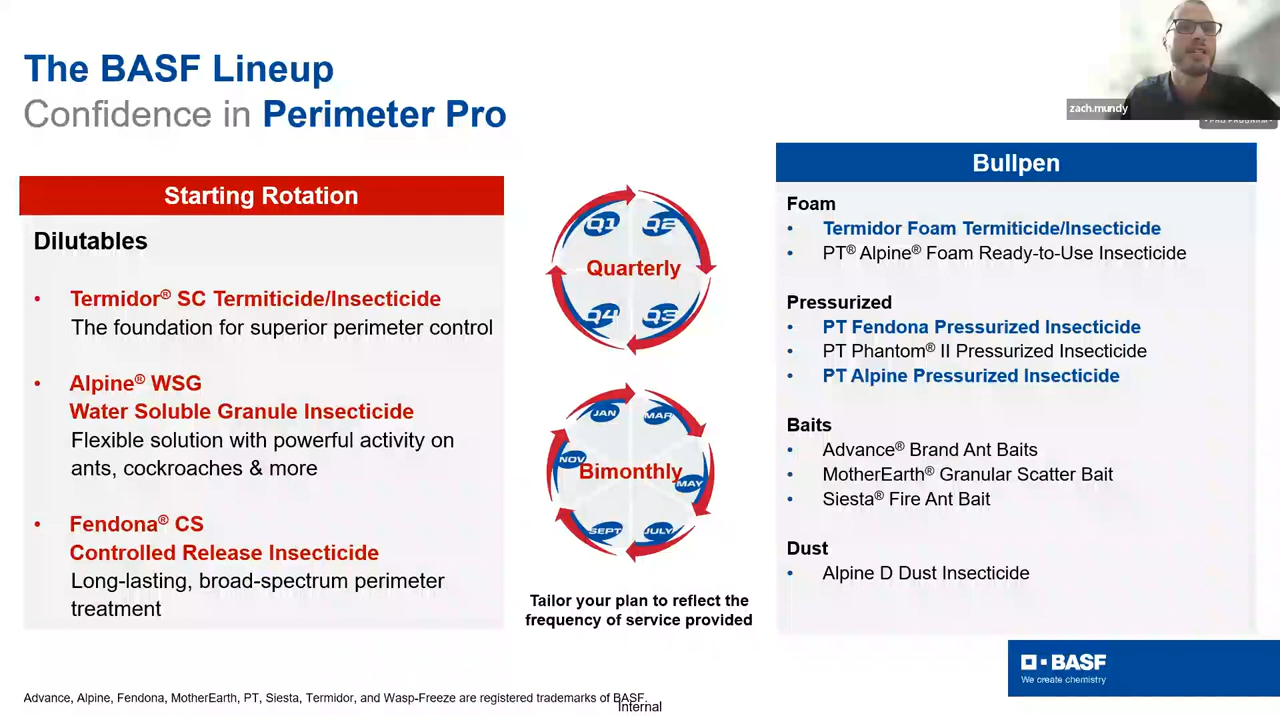 The BASF Lineup
Confidence in Perimeter Pro
zach.mundy
PRO PROGRAM
Starting Rotation
Dilutables
• Termidor® SC Termiticide/Insecticide
The foundation for superior perimeter control
• Alpine® WSG
Water Soluble Granule Insecticide
Flexible solution with powerful activity on
ants, cockroaches & more
• Fendona® CS
Controlled Release Insecticide
Long-lasting, broad-spectrum perimeter
treatment
Q1 Q2
Quarterly
Q4 Q3
JAN MAR
NOV Bimonthly MAY
SEPT JULY
Tailor your plan to reflect the
frequency of service provided
Bullpen
Foam
• Termidor Foam Termiticide/Insecticide
• PT® Alpine® Foam Ready-to-Use Insecticide
Pressurized
• PT Fendona Pressurized Insecticide
• PT Phantom® II Pressurized Insecticide
• PT Alpine Pressurized Insecticide
Baits
• Advance® Brand Ant Baits
• MotherEarth® Granular Scatter Bait
• Siesta® Fire Ant Bait
Dust
• Alpine D Dust Insecticide
BASF
We create chemistry
Advance, Alpine, Fendona, MotherEarth, PT, Siesta, Termidor, and Wasp-Freeze are registered trademarks of BASF.
Internal